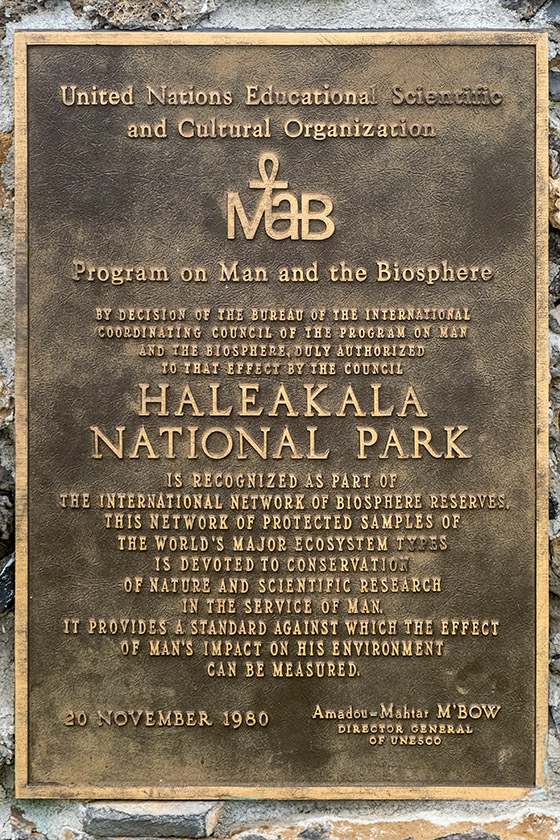 United Nations Educational Scientific
and Cultural Organization
MaB
Program on Man and the Biosphere
BY DECISION OF THE BUREAU OF THE INTERNATIONAL
COORDINATING COUNCIL OF THE PROGRAM ON MAN
AND THE BIOSPHERE, DULY AUTHORIZED
TO THAT EFFECT BY THE COUNCIL
HALEAKALA
NATIONAL PARK
IS RECOGNIZED AS PART OF
THE INTERNATIONAL NETWORK OF BIOSPHERE RESERVES.
THIS NETWORK OF PROTECTED SAMPLES OF
THE WORLD'S MAJOR ECOSYSTEM TYPES
IS DEVOTED TO CONSERVATION
OF NATURE AND SCIENTIFIC RESEARCH
IN THE SERVICE OF MAN.
IT PROVIDES A STANDARD AGAINST WHICH THE EFFECT
OF MAN'S IMPACT ON HIS ENVIRONMENT
CAN BE MEASURED.
20 NOVEMBER 1980
Amadou-Mahtar M'BOW
DIRECTOR GENERAL
OF UNESCO